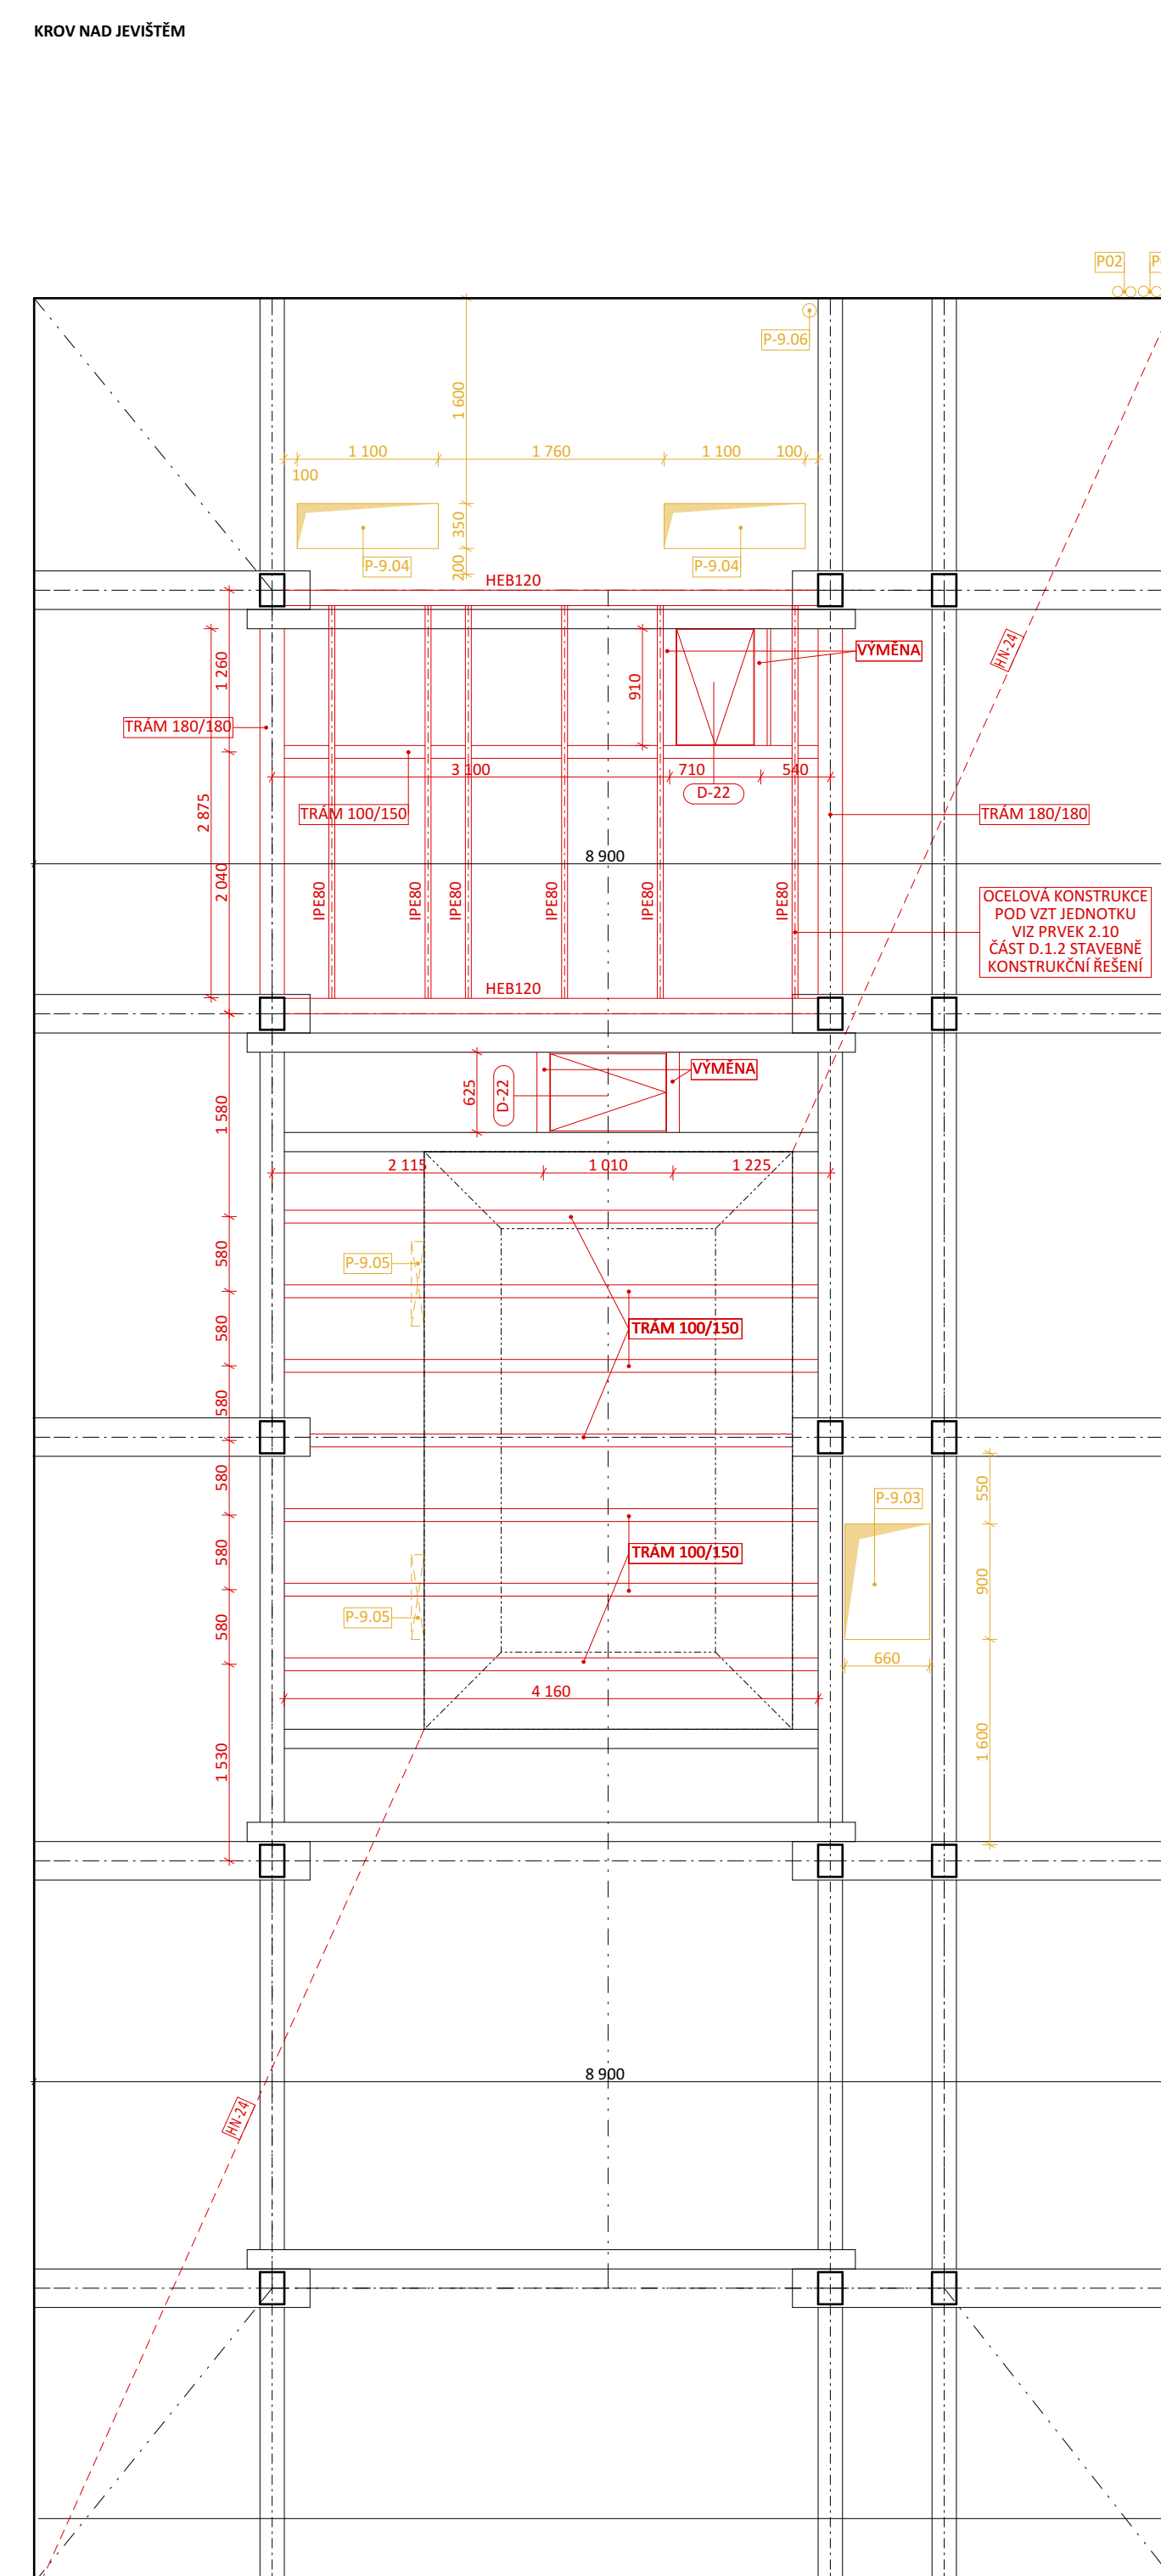 KROV NAD JEVIŠTĚM
P02
P-9.06
1 600
1 100
1 760
1 100
100
100
350
P-9.04
P-9.04
200
HEB120
HN-24
1 260
910
VÝMĚNA
TRÁM 180/180
3 100
710
540
D-22
2 875
TRÁM 100/150
TRÁM 180/180
8 900
2 040
IPE80
IPE80
IPE80
IPE80
IPE80
IPE80
OCELOVÁ KONSTRUKCE
POD VZT JEDNOTKU
VIZ PRVEK 2.10
ČÁST D.1.2 STAVEBNĚ
KONSTRUKČNÍ ŘEŠENÍ
HEB120
VÝMĚNA
625
D-22
1 580
2 115
1 010
1 225
580
P-9.05
580
TRÁM 100/150
580
580
550
P-9.03
580
TRÁM 100/150
900
580
P-9.05
660
4 160
1 530
1 600
8 900
HN-24